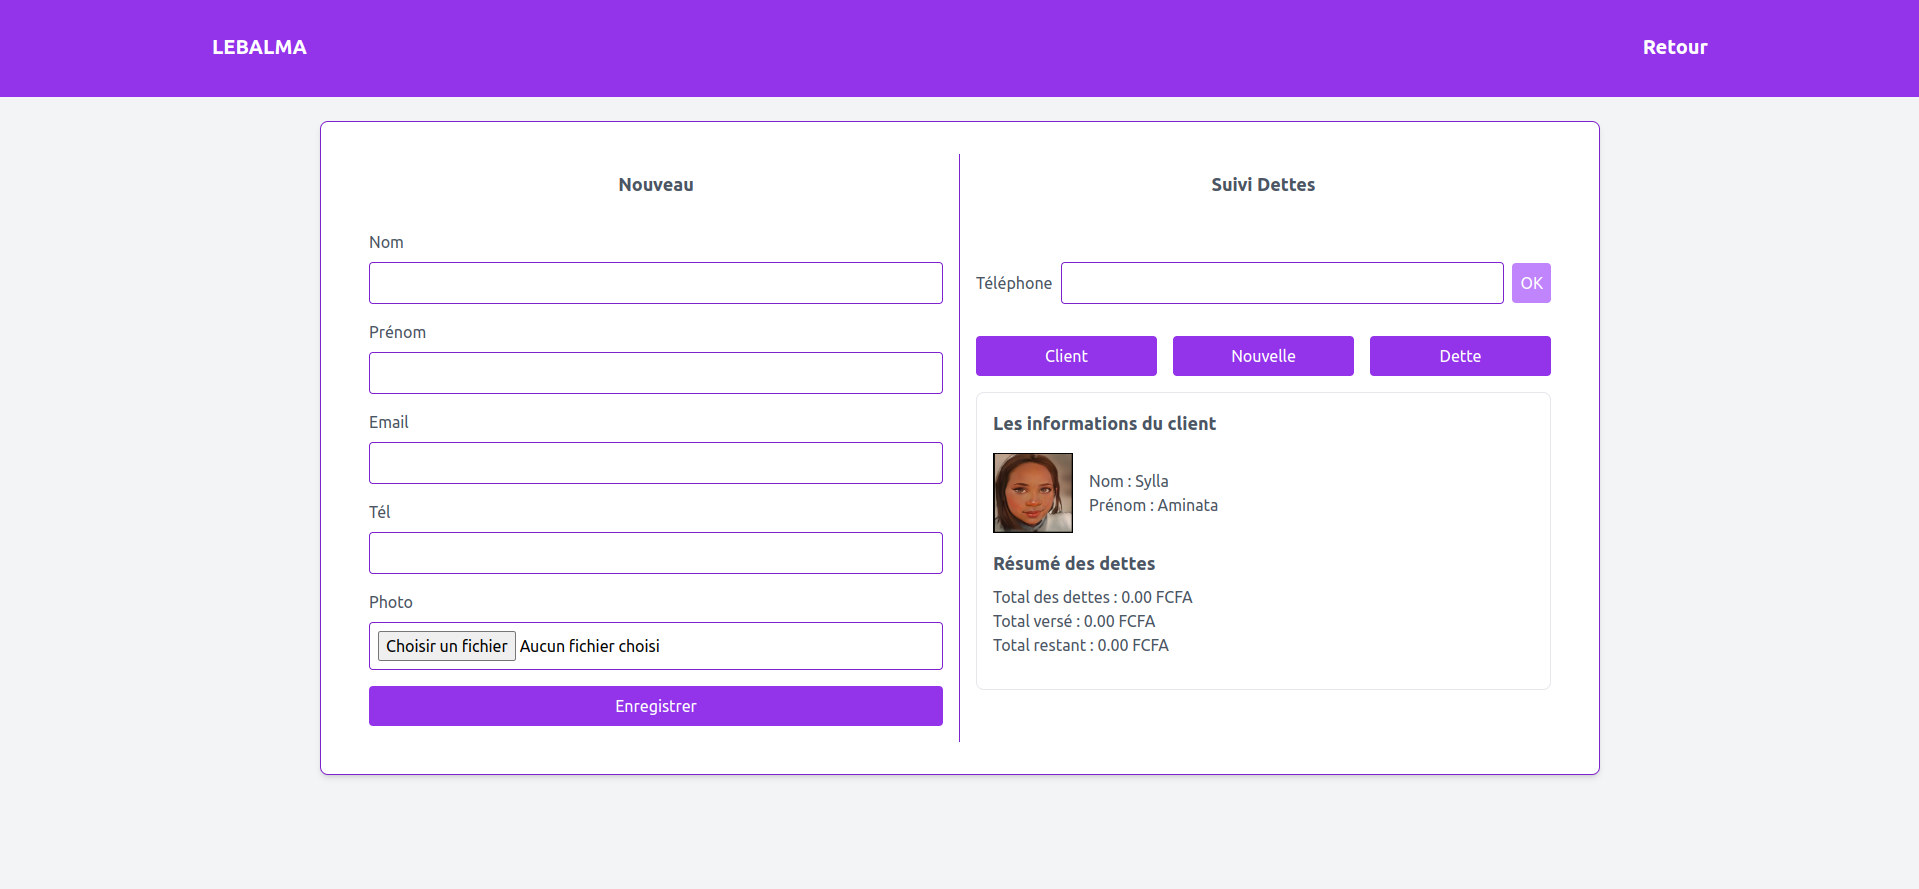 LEBALMA
Retour
Nouveau
Nom
Prénom
Email
Tél
Photo
Choisir un fichier Aucun fichier choisi
Enregistrer
Suivi Dettes
Téléphone
OK
Client
Nouvelle
Dette
Les informations du client
Nom : Sylla
Prénom : Aminata
Résumé des dettes
Total des dettes : 0.00 FCFA
Total versé : 0.00 FCFA
Total restant : 0.00 FCFA